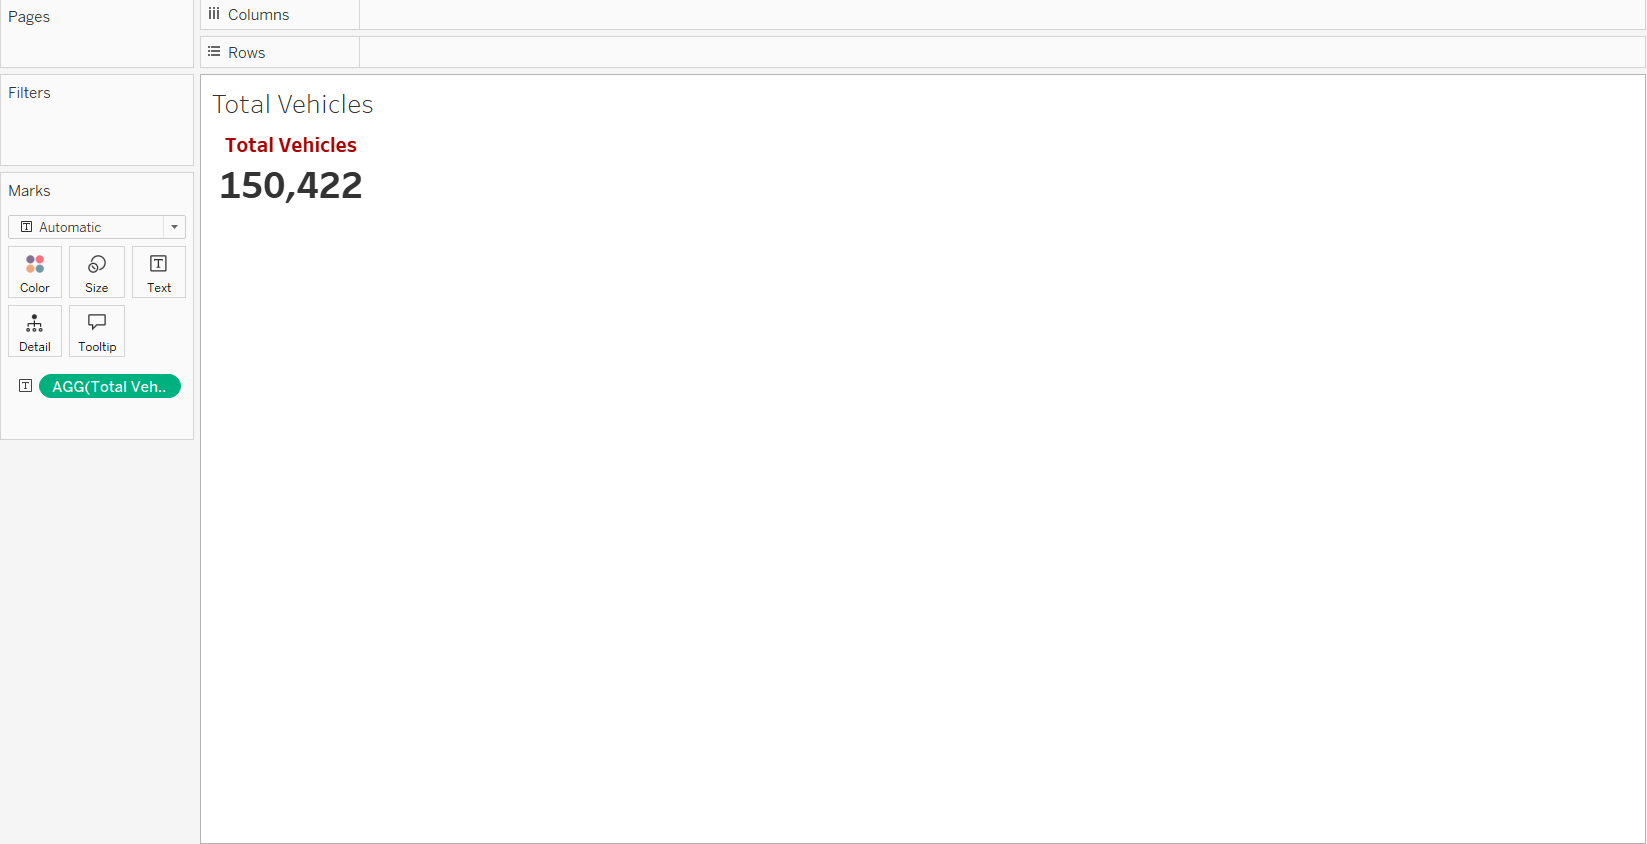 Pages
Columns
Rows
Filters
Total Vehicles
Total Vehicles
150,422
Marks
Automatic
Color Size Text
Detail Tooltip
AGG(Total Veh..